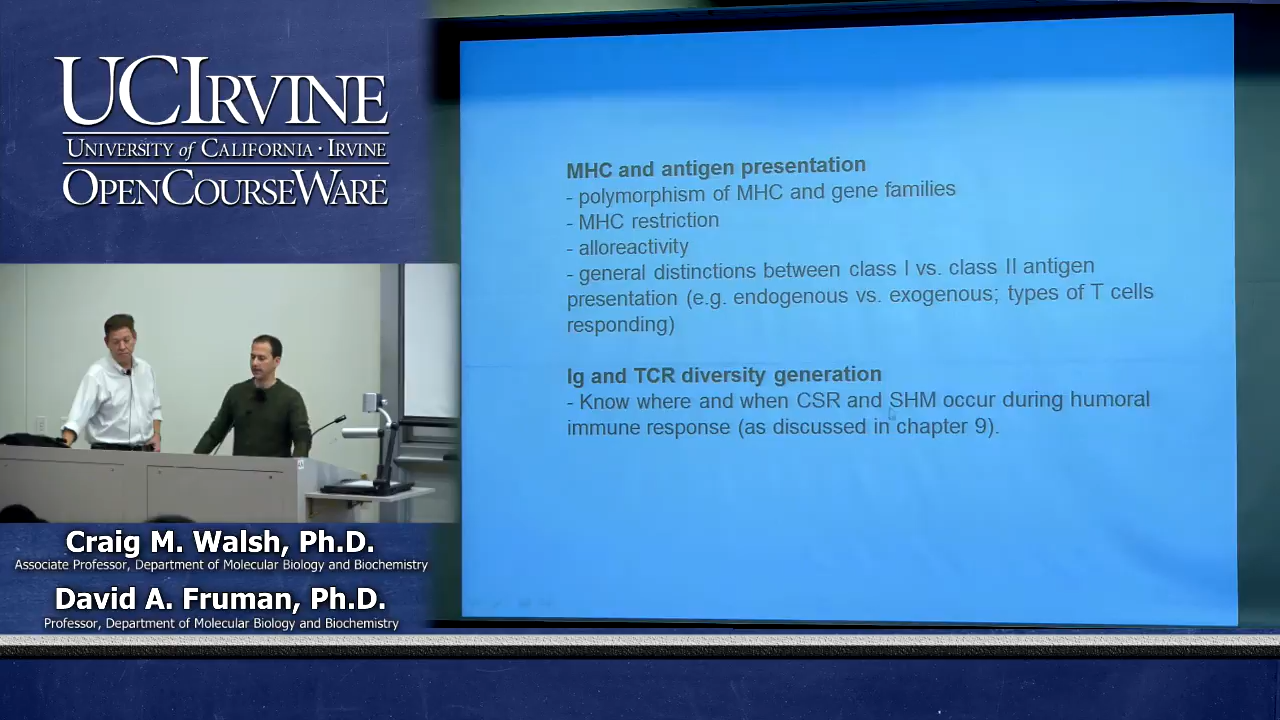 UCIRVINE
UNIVERSITY of CALIFORNIA · IRVINE
OPENCOURSEWARE
MHC and antigen presentation
- polymorphism of MHC and gene families
- MHC restriction
- alloreactivity
- general distinctions between class I vs. class II antigen
presentation (e.g. endogenous vs. exogenous; types of T cells
responding)
Ig and TCR diversity generation
- Know where and when CSR and SHM occur during humoral
immune response (as discussed in chapter 9).
Craig M. Walsh, Ph.D.
Associate Professor, Department of Molecular Biology and Biochemistry
David A. Fruman, Ph.D.
Professor, Department of Molecular Biology and Biochemistry